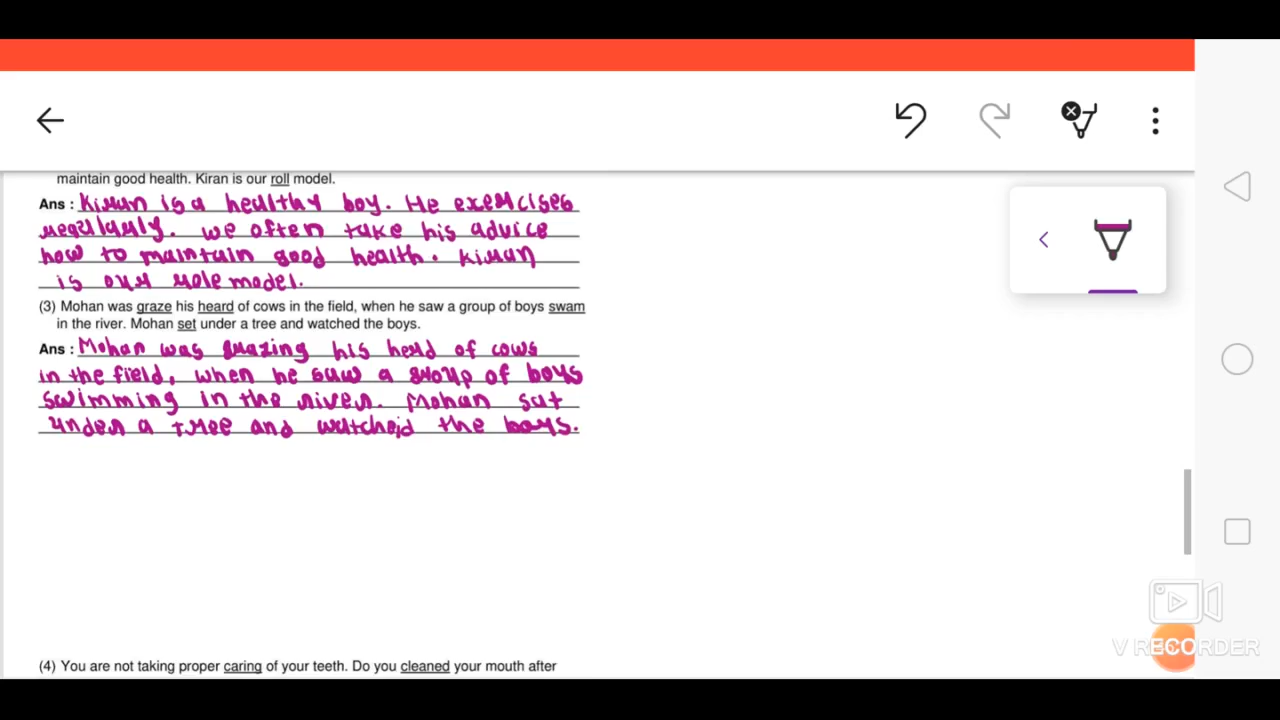 maintain good health. Kiran is our roll model.
Ans : Kiran is a healthy boy. He exercises
regularly. we often take his advice
how to maintain good health. Kiran
is our role model.
(3) Mohan was graze his heard of cows in the field, when he saw a group of boys swam
in the river. Mohan set under a tree and watched the boys.
Ans : Mohan was grazing his herd of cows
in the field, when he saw a group of boys
swimming in the river. Mohan sat
under a tree and watched the boys.
(4) You are not taking proper caring of your teeth. Do you cleaned your mouth after
V RECORDER